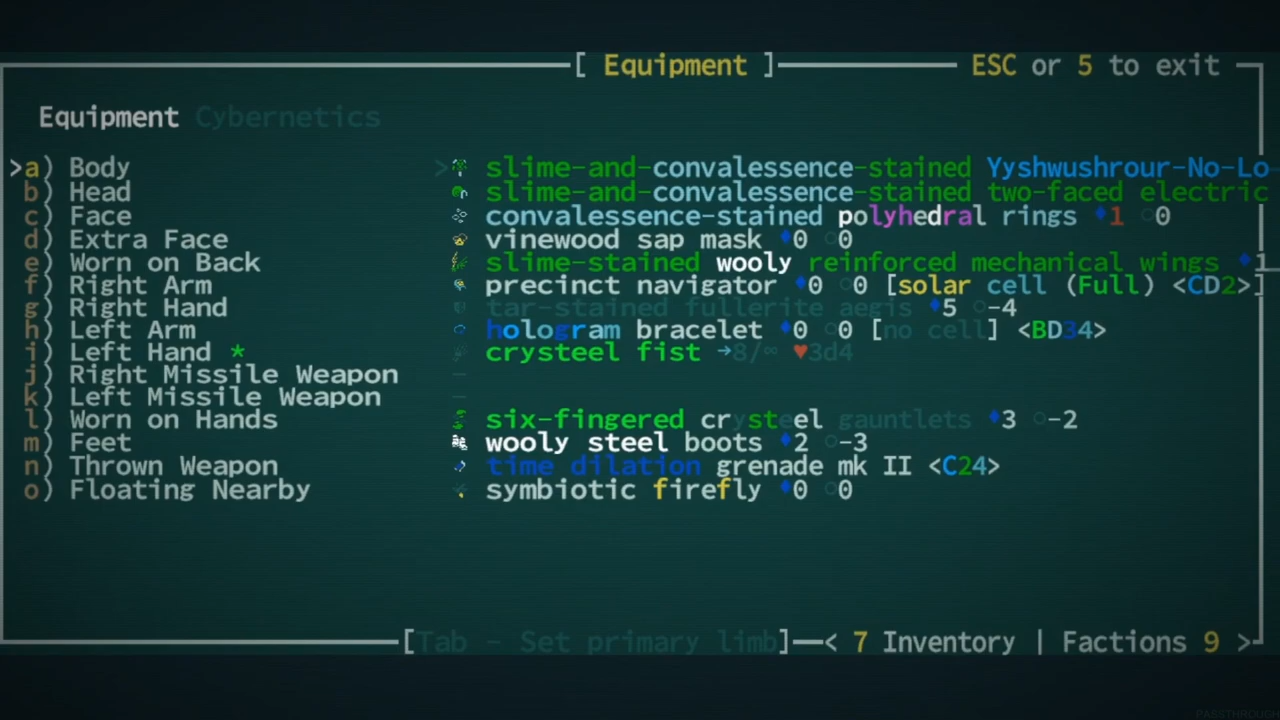 [ Equipment ] ESC or 5 to exit
Equipment Cybernetics
>a) Body > slime-and-convalessence-stained Yyshwushrour-No-Lo
b) Head slime-and-convalessence-stained two-faced electric
c) Face convalessence-stained polyhedral rings ♦1 ○0
d) Extra Face vinewood sap mask ♦0 ○0
e) Worn on Back slime-stained wooly reinforced mechanical wings ♦1
f) Right Arm precinct navigator ♦0 ○0 [solar cell (Full) <CD2>]
g) Right Hand tar-stained fullerite aegis ♦5 ○-4
h) Left Arm hologram bracelet ♦0 ○0 [no cell] <BD34>
i) Left Hand * crysteel fist →8/∞ ♥3d4
j) Right Missile Weapon —
k) Left Missile Weapon —
l) Worn on Hands six-fingered crysteel gauntlets ♦3 ○-2
m) Feet wooly steel boots ♦2 ○-3
n) Thrown Weapon time dilation grenade mk II <C24>
o) Floating Nearby symbiotic firefly ♦0 ○0
[Tab - Set primary limb] < 7 Inventory | Factions 9 >
PASSTHROUGH